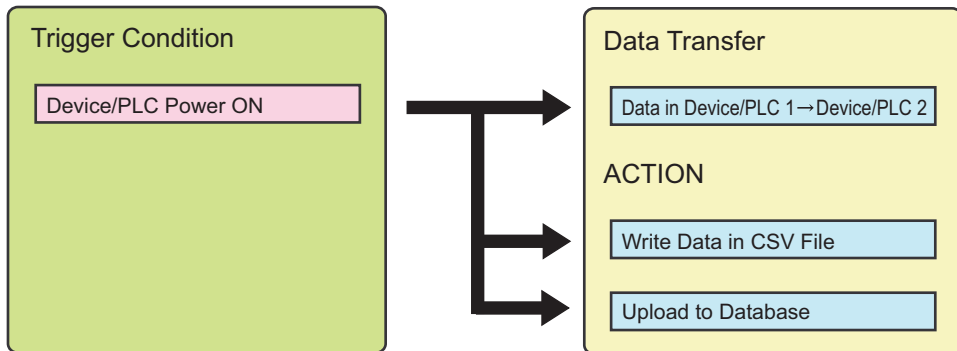 Trigger Condition
Device/PLC Power ON
Data Transfer
Data in Device/PLC 1→Device/PLC 2
ACTION
Write Data in CSV File
Upload to Database